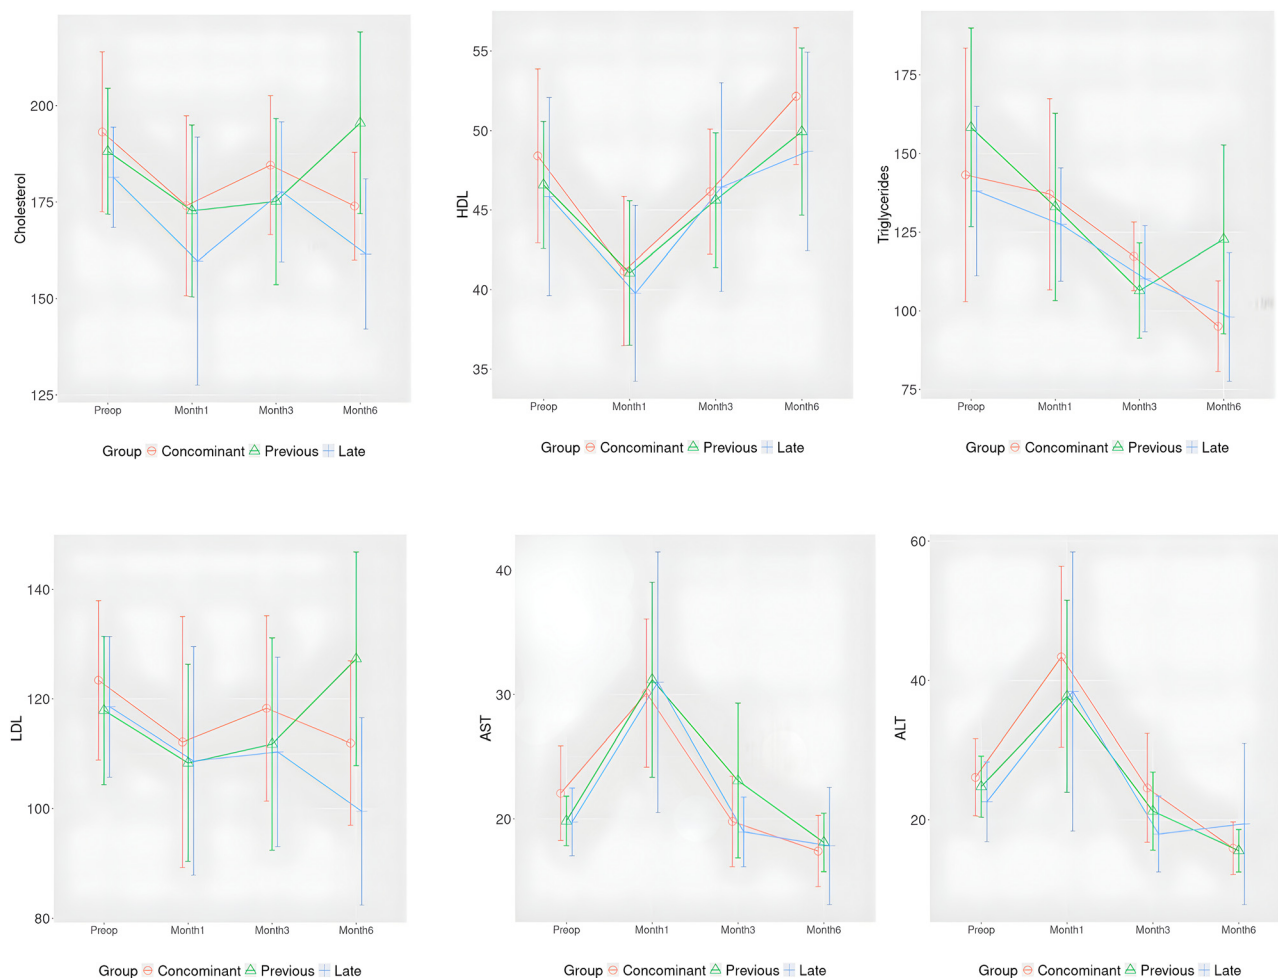 Cholesterol
200
175
150
125
Preop Month1 Month3 Month6
Group Concominant Previous Late
HDL
55
50
45
40
35
Preop Month1 Month3 Month6
Group Concominant Previous Late
Triglycerides
175
150
125
100
75
Preop Month1 Month3 Month6
Group Concominant Previous Late
LDL
140
120
100
80
Preop Month1 Month3 Month6
Group Concominant Previous Late
AST
40
30
20
Preop Month1 Month3 Month6
Group Concominant Previous Late
ALT
60
40
20
Preop Month1 Month3 Month6
Group Concominant Previous Late